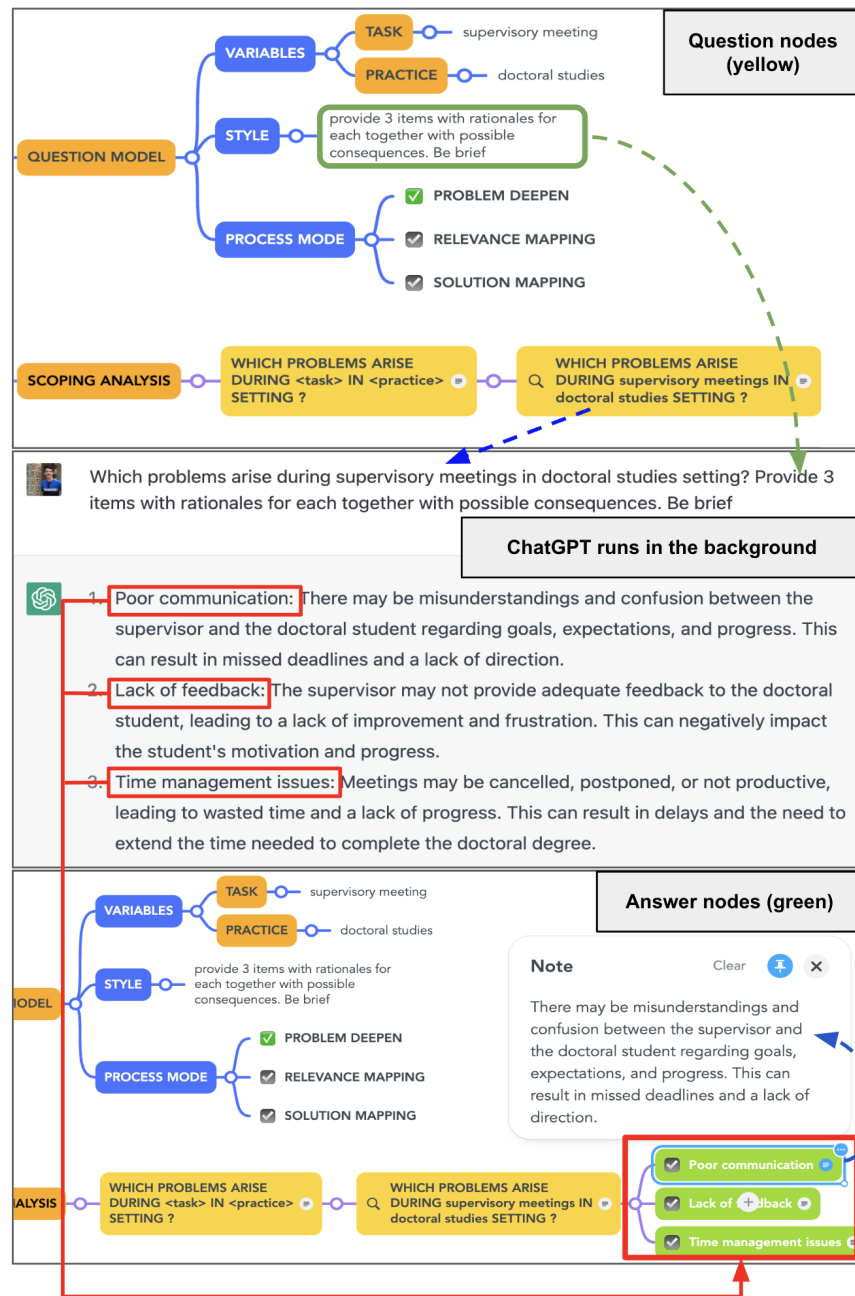 Question nodes
(yellow)
TASK
supervisory meeting
VARIABLES
PRACTICE
doctoral studies
QUESTION MODEL
STYLE
provide 3 items with rationales for
each together with possible
consequences. Be brief
PROBLEM DEEPEN
PROCESS MODE
RELEVANCE MAPPING
SOLUTION MAPPING
SCOPING ANALYSIS
WHICH PROBLEMS ARISE
DURING <task> IN <practice>
SETTING ?
WHICH PROBLEMS ARISE
DURING supervisory meetings IN
doctoral studies SETTING ?
Which problems arise during supervisory meetings in doctoral studies setting? Provide 3
items with rationales for each together with possible consequences. Be brief
ChatGPT runs in the background
1. Poor communication: There may be misunderstandings and confusion between the
supervisor and the doctoral student regarding goals, expectations, and progress. This
can result in missed deadlines and a lack of direction.
2. Lack of feedback: The supervisor may not provide adequate feedback to the doctoral
student, leading to a lack of improvement and frustration. This can negatively impact
the student's motivation and progress.
3. Time management issues: Meetings may be cancelled, postponed, or not productive,
leading to wasted time and a lack of progress. This can result in delays and the need to
extend the time needed to complete the doctoral degree.
Answer nodes (green)
TASK
supervisory meeting
VARIABLES
PRACTICE
doctoral studies
STYLE
provide 3 items with rationales for
each together with possible
consequences. Be brief
MODEL
PROBLEM DEEPEN
PROCESS MODE
RELEVANCE MAPPING
SOLUTION MAPPING
Note
Clear
There may be misunderstandings and
confusion between the supervisor and
the doctoral student regarding goals,
expectations, and progress. This can
result in missed deadlines and a lack of
direction.
ALYSIS
WHICH PROBLEMS ARISE
DURING <task> IN <practice>
SETTING ?
WHICH PROBLEMS ARISE
DURING supervisory meetings IN
doctoral studies SETTING ?
Poor communication
Lack of feedback
Time management issues